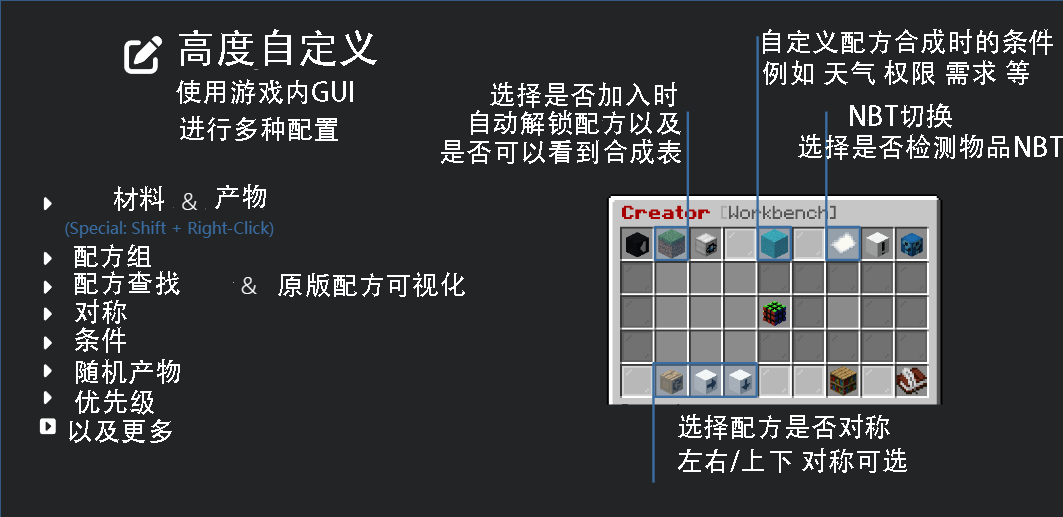 高度自定义
使用游戏内GUI
进行多种配置
材料 & 产物
(Special: Shift + Right-Click)
配方组
配方查找 & 原版配方可视化
对称
条件
随机产物
优先级
以及更多
选择是否加入时
自动解锁配方以及
是否可以看到合成表
自定义配方合成时的条件
例如 天气 权限 需求 等
NBT切换
选择是否检测物品NBT
Creator [Workbench]
选择配方是否对称
左右/上下 对称可选